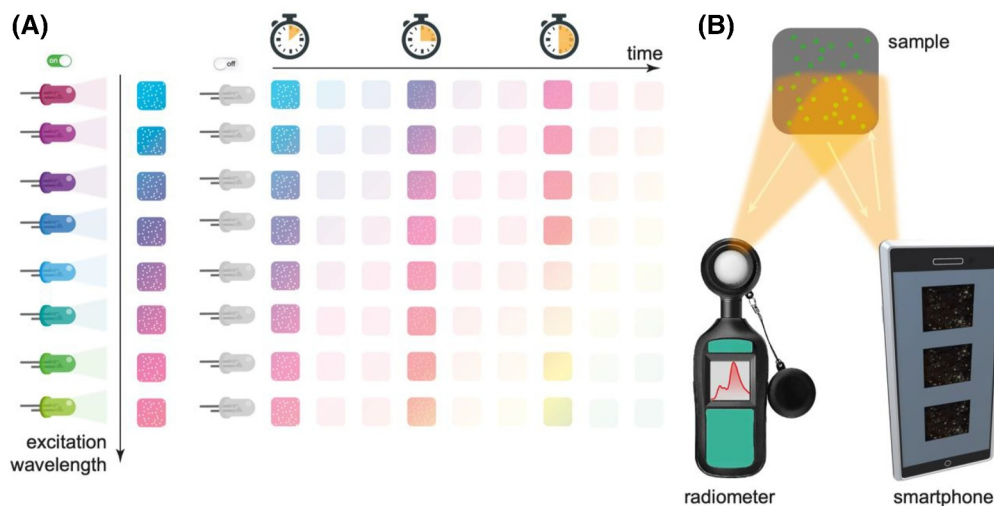 (A)
on
off
time
excitation
wavelength
(B)
sample
radiometer
smartphone